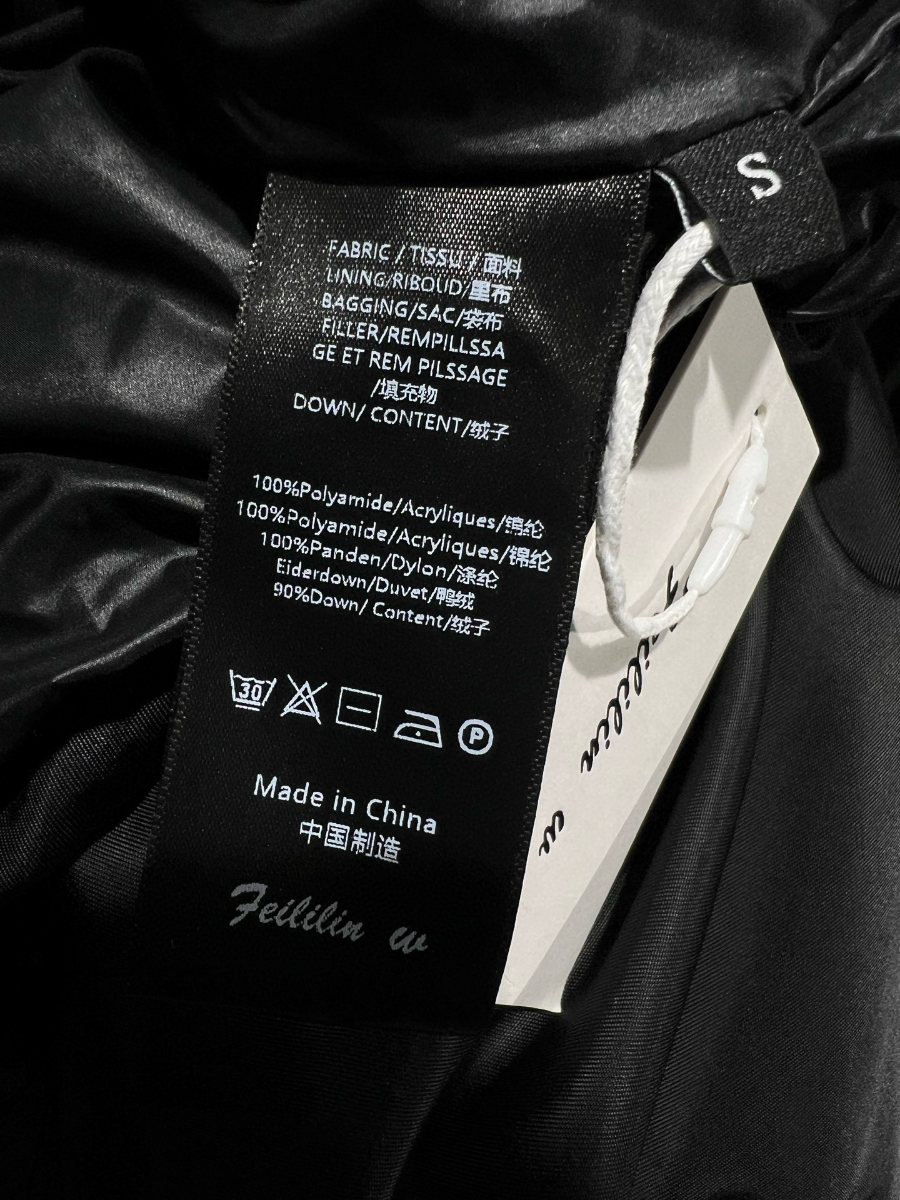 S
FABRIC / TISSU / 面料
LINING/RIBOUD/里布
BAGGING/SAC/袋布
FILLER/REMPILLSSA
GE ET REM PILSSAGE
/填充物
DOWN/ CONTENT/绒子
100%Polyamide/Acryliques/锦纶
100%Polyamide/Acryliques/锦纶
100%Panden/Dylon/涤纶
Eiderdown/Duvet/鸭绒
90%Down/ Content/绒子
30
P
Made in China
中国制造
Feililin w
Feililin w